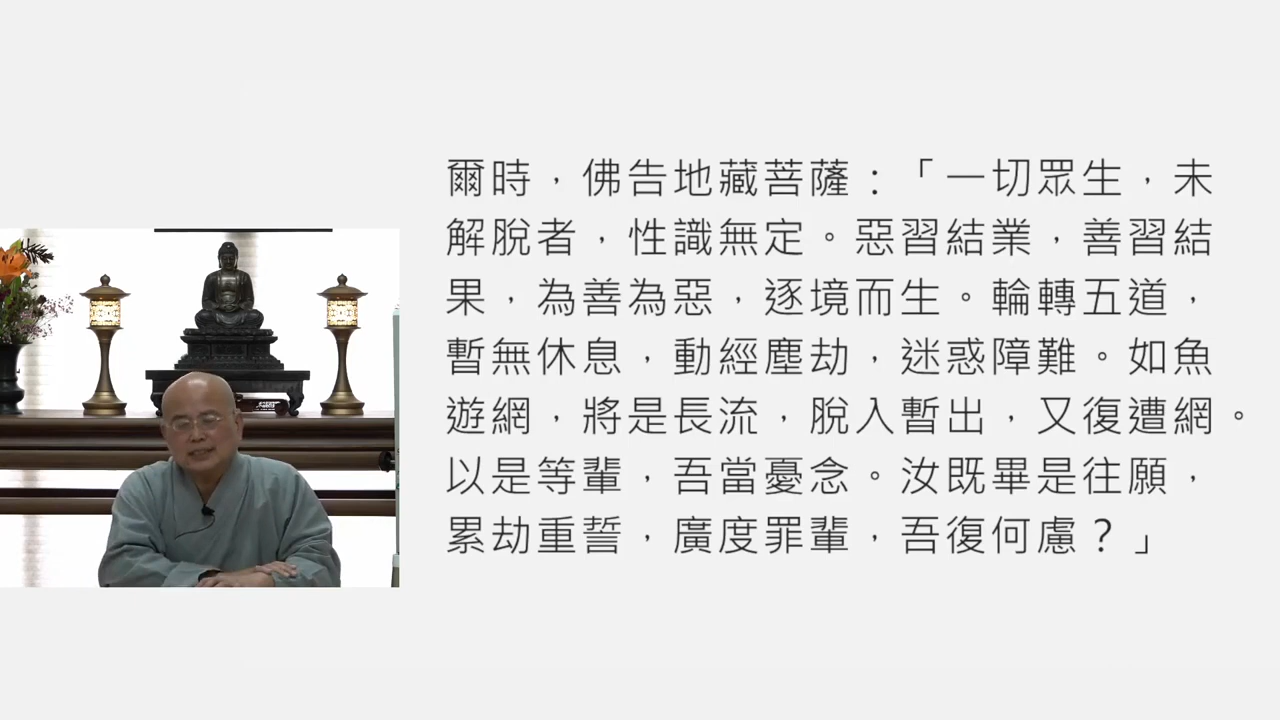 爾時，佛告地藏菩薩：「一切眾生，未
解脫者，性識無定。惡習結業，善習結
果，為善為惡，逐境而生。輪轉五道，
暫無休息，動經塵劫，迷惑障難。如魚
遊網，將是長流，脫入暫出，又復遭網。
以是等輩，吾當憂念。汝既畢是往願，
累劫重誓，廣度罪輩，吾復何慮？」